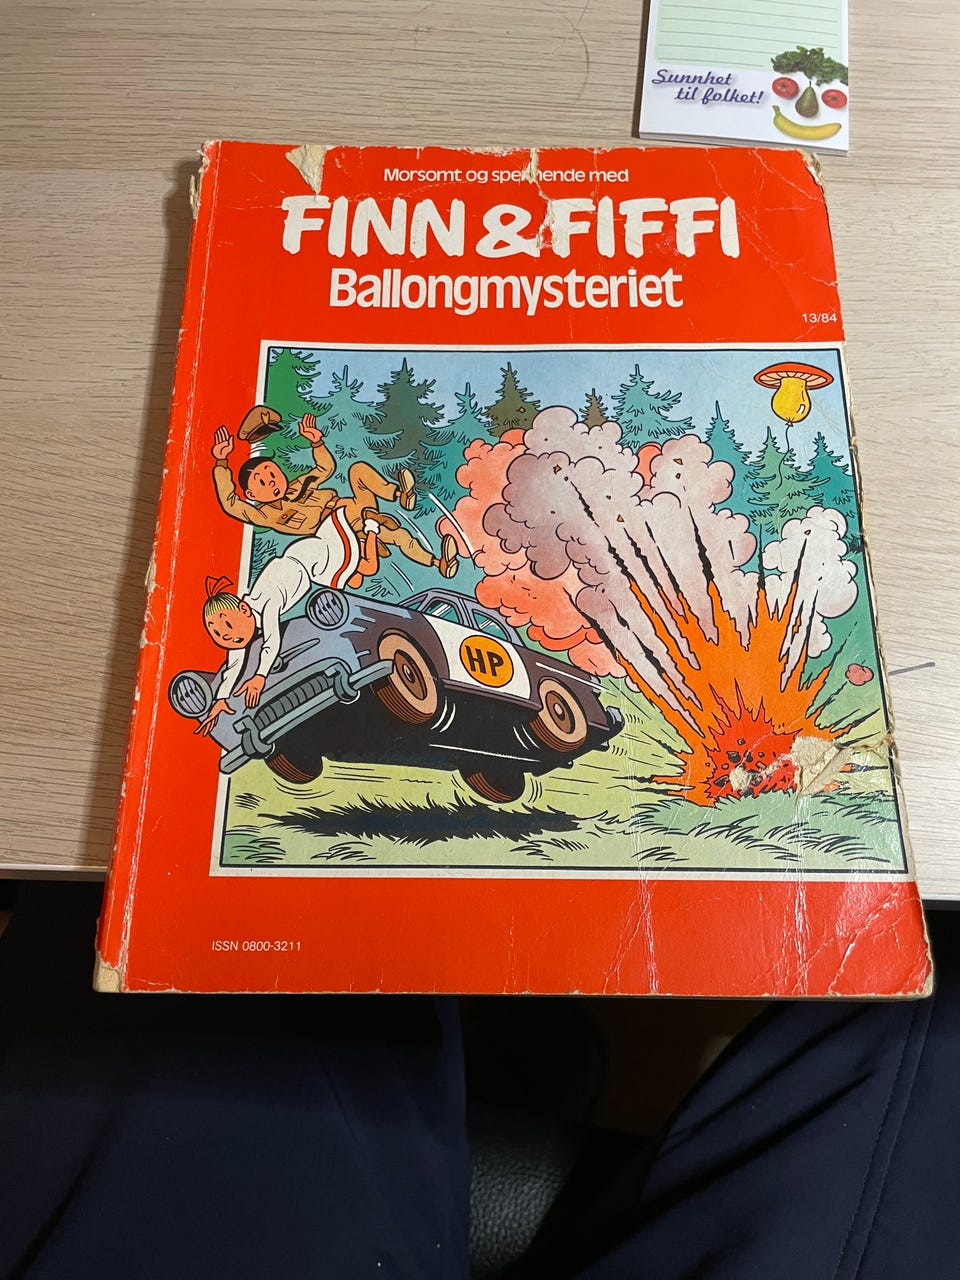 Sunnhet
til folket!
Morsomt og spennende med
FINN & FIFFI
Ballongmysteriet
13/84
HP
ISSN 0800-3211